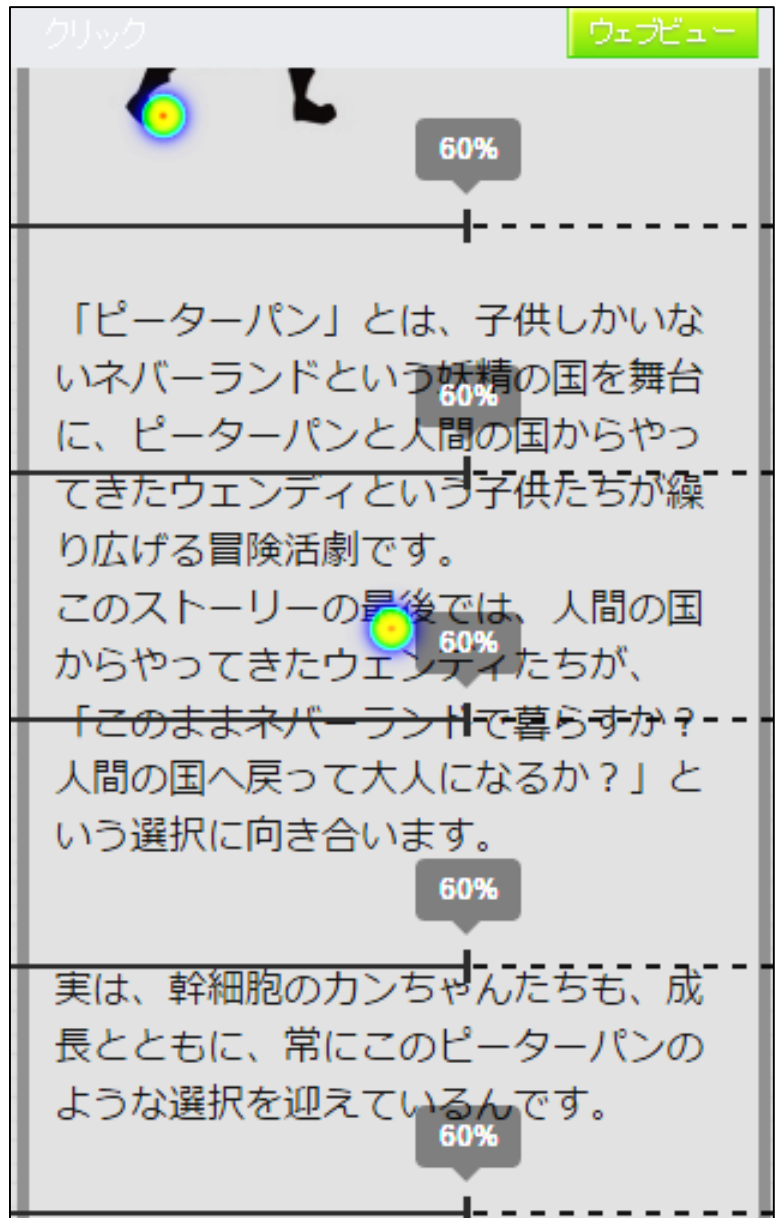 クリック
ウェブビュー
60%
「ピーターパン」とは、子供しかいな
いネバーランドという妖精の国を舞台
60%
に、ピーターパンと人間の国からやっ
てきたウェンディという子供たちが繰
り広げる冒険活劇です。
このストーリーの最後では、人間の国
60%
からやってきたウェンディたちが、
「このままネバーランドで暮らすか？
人間の国へ戻って大人になるか？」と
いう選択に向き合います。
60%
実は、幹細胞のカンちゃんたちも、成
長とともに、常にこのピーターパンの
ような選択を迎えているんです。
60%